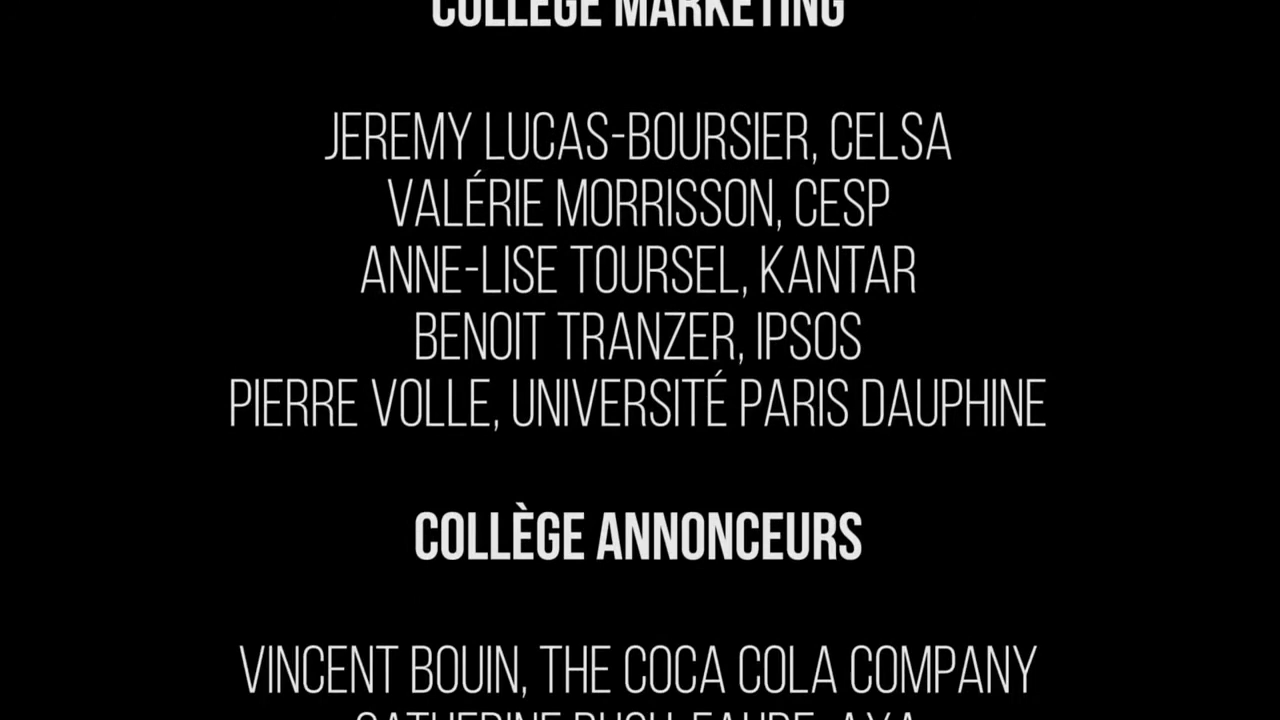 COLLÈGE MARKETING
JEREMY LUCAS-BOURSIER, CELSA
VALÉRIE MORRISSON, CESP
ANNE-LISE TOURSEL, KANTAR
BENOIT TRANZER, IPSOS
PIERRE VOLLE, UNIVERSITÉ PARIS DAUPHINE
COLLÈGE ANNONCEURS
VINCENT BOUIN, THE COCA COLA COMPANY
CATHERINE